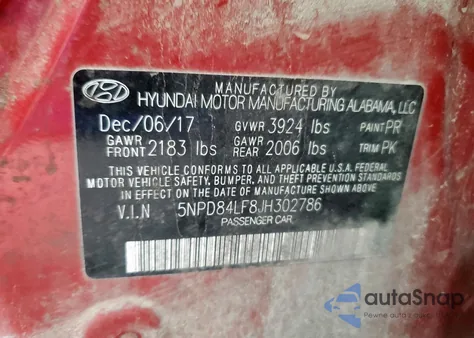 MANUFACTURED BY
HYUNDAI MOTOR MANUFACTURING ALABAMA, LLC
Dec/06/17 GVWR 3924 lbs PAINT PR
GAWR FRONT 2183 lbs GAWR REAR 2006 lbs TRIM PK
THIS VEHICLE CONFORMS TO ALL APPLICABLE U.S. FEDERAL
MOTOR VEHICLE SAFETY, BUMPER, AND THEFT PREVENTION STANDARDS
IN EFFECT ON THE DATE OF MANUFACTURE SHOWN ABOVE.
V.I.N 5NPD84LF8JH302786
PASSENGER CAR
autoSnap
Pewne auta z